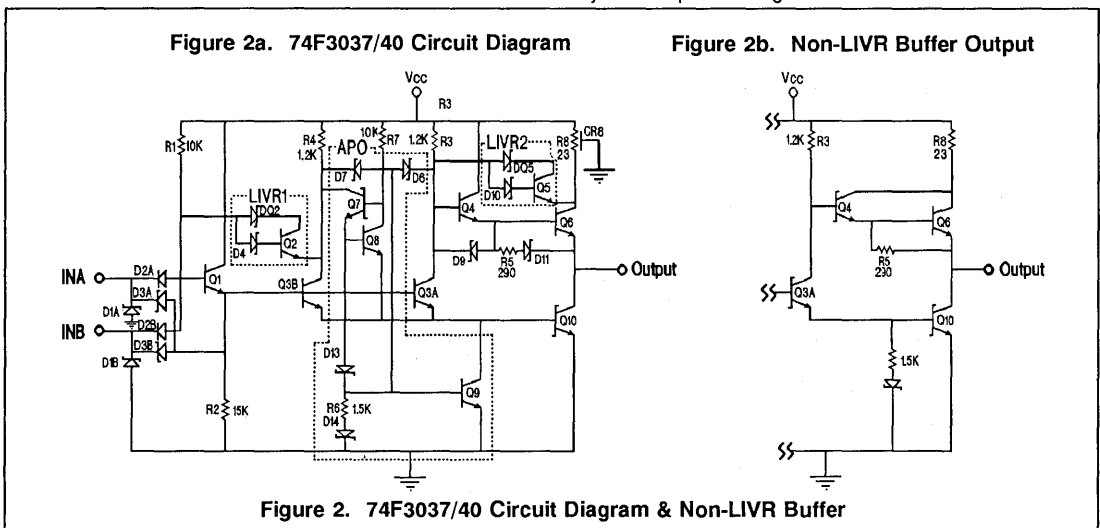 Figure 2a. 74F3037/40 Circuit Diagram
Figure 2b. Non-LIVR Buffer Output
Vcc
R3
R1
10K
R4
1.2K
10K
R7
1.2K
R3
APO
D7
D6
LIVR2
DQ5
D10
Q5
R8
23
CR8
LIVR1
DQ2
D4
Q2
Q7
Q8
Q4
Q6
D9
R5
290
D11
Output
INA
D2A
D3A
D1A
INB
D2B
D3B
D1B
Q1
Q3B
Q3A
Q10
D13
R6
1.5K
D14
Q9
R2
15K
Vcc
1.2K
R3
R8
23
Q4
Q6
R5
290
Output
Q3A
Q10
1.5K
Figure 2. 74F3037/40 Circuit Diagram & Non-LIVR Buffer